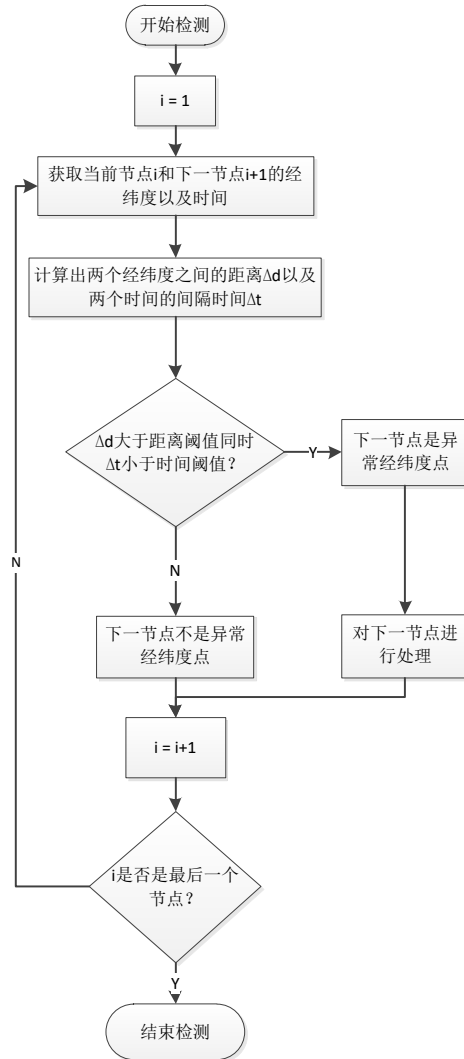 开始检测
i = 1
获取当前节点i和下一节点i+1的经
纬度以及时间
计算出两个经纬度之间的距离Δd以及
两个时间的间隔时间Δt
Δd大于距离阈值同时
Δt小于时间阈值？
Y
下一节点是异
常经纬度点
N
N
下一节点不是异常
经纬度点
对下一节点进
行处理
i = i+1
i是否是最后一个
节点？
Y
结束检测